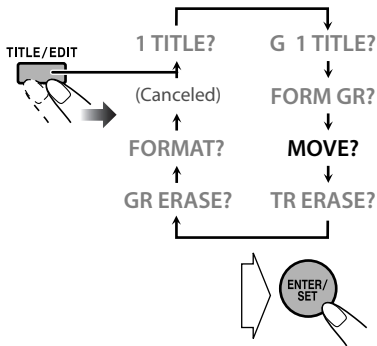 TITLE/EDIT
1 TITLE?
G 1 TITLE?
(Canceled)
FORM GR?
FORMAT?
MOVE?
GR ERASE?
TR ERASE?
ENTER/
SET